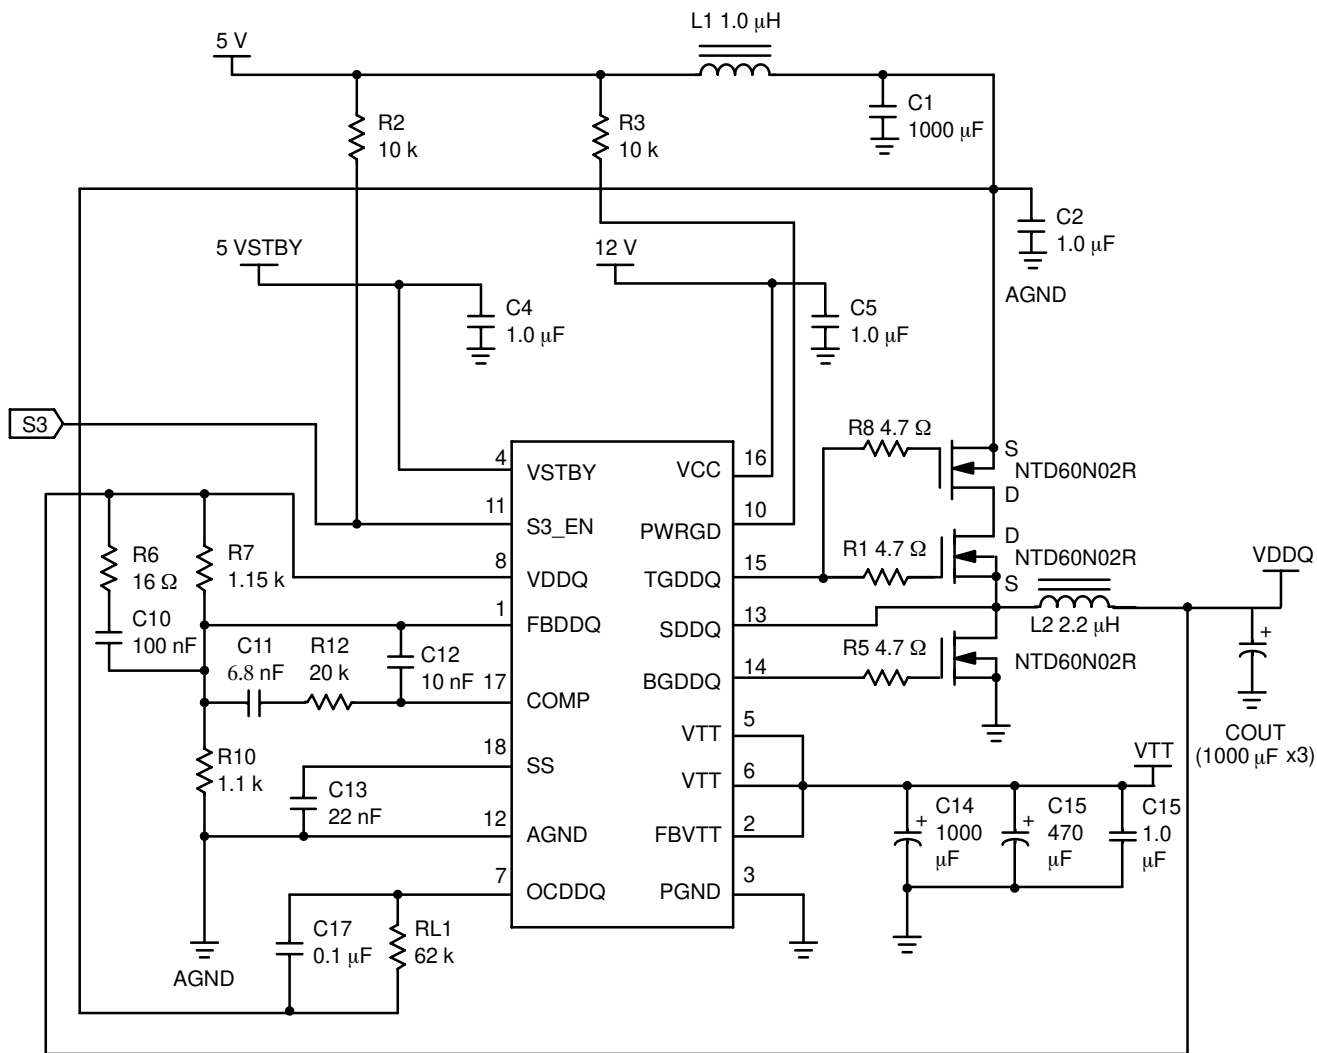 L1 1.0 μH
5 V
R2
10 k
R3
10 k
C1
1000 μF
5 VSTBY
12 V
C2
1.0 μF
AGND
C4
1.0 μF
C5
1.0 μF
S3
R8 4.7 Ω
S
NTD60N02R
D
4
VSTBY
VCC
16
11
S3_EN
PWRGD
10
R6
16 Ω
R7
1.15 k
8
VDDQ
TGDDQ
15
R1 4.7 Ω
D
NTD60N02R
S
VDDQ
C10
100 nF
1
FBDDQ
SDDQ
13
L2 2.2 μH
C11
6.8 nF
R12
20 k
C12
10 nF
17
COMP
BGDDQ
14
R5 4.7 Ω
NTD60N02R
+
COUT
(1000 μF x3)
R10
1.1 k
18
SS
VTT
5
VTT
6
VTT
C13
22 nF
12
AGND
FBVTT
2
+
C14
1000
μF
+
C15
470
μF
C15
1.0
μF
7
OCDDQ
PGND
3
C17
0.1 μF
RL1
62 k
AGND